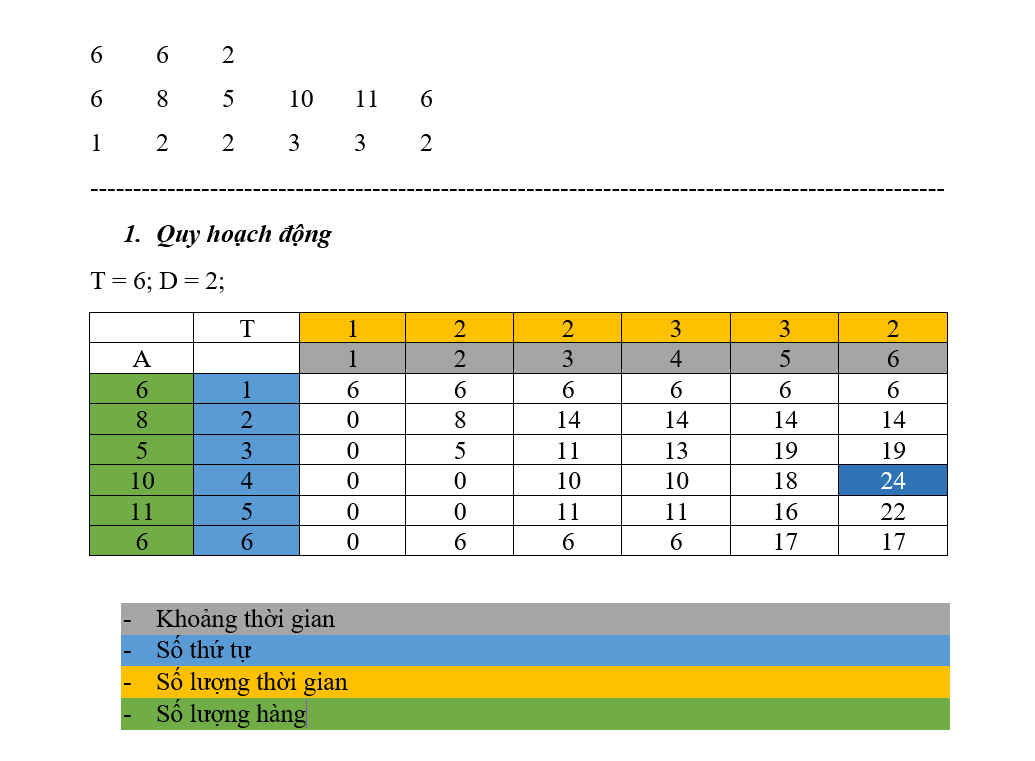 6 6 2
6 8 5 10 11 6
1 2 2 3 3 2
--------------------------------------------------------------------------------------------------------
1. Quy hoạch động
T = 6; D = 2;
T 1 2 2 3 3 2
A 1 2 3 4 5 6
6 1 6 6 6 6 6 6
8 2 0 8 14 14 14 14
5 3 0 5 11 13 19 19
10 4 0 0 10 10 18 24
11 5 0 0 11 11 16 22
6 6 0 6 6 6 17 17
- Khoảng thời gian
- Số thứ tự
- Số lượng thời gian
- Số lượng hàng